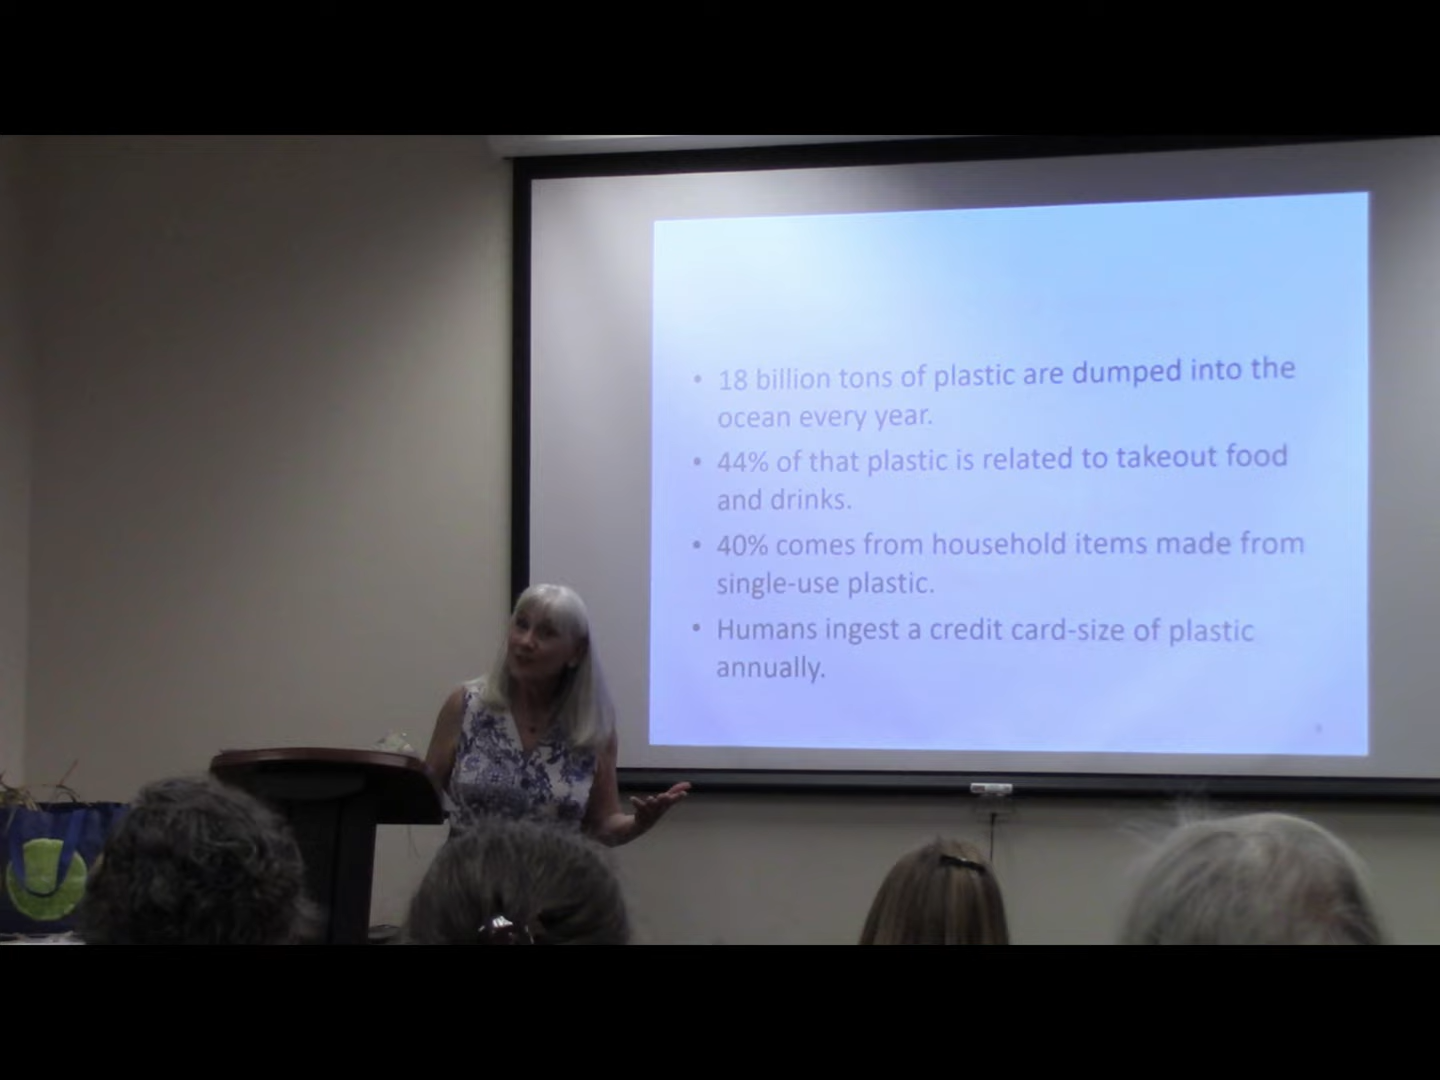 • 18 billion tons of plastic are dumped into the
ocean every year.
• 44% of that plastic is related to takeout food
and drinks.
• 40% comes from household items made from
single-use plastic.
• Humans ingest a credit card-size of plastic
annually.